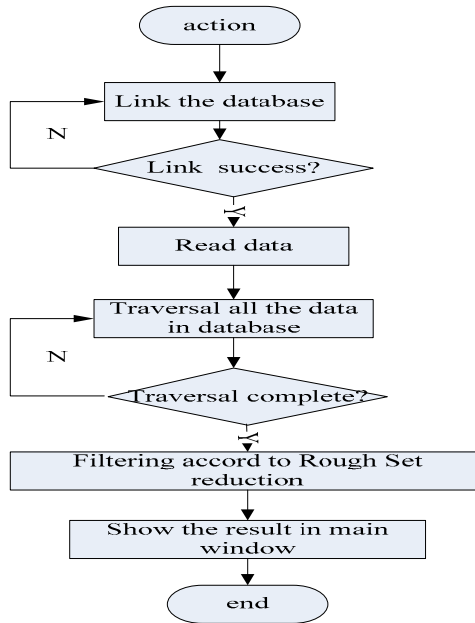 action
Link the database
N
Link success?
Y
Read data
Traversal all the data
in database
N
Traversal complete?
Y
Filtering accord to Rough Set
reduction
Show the result in main
window
end